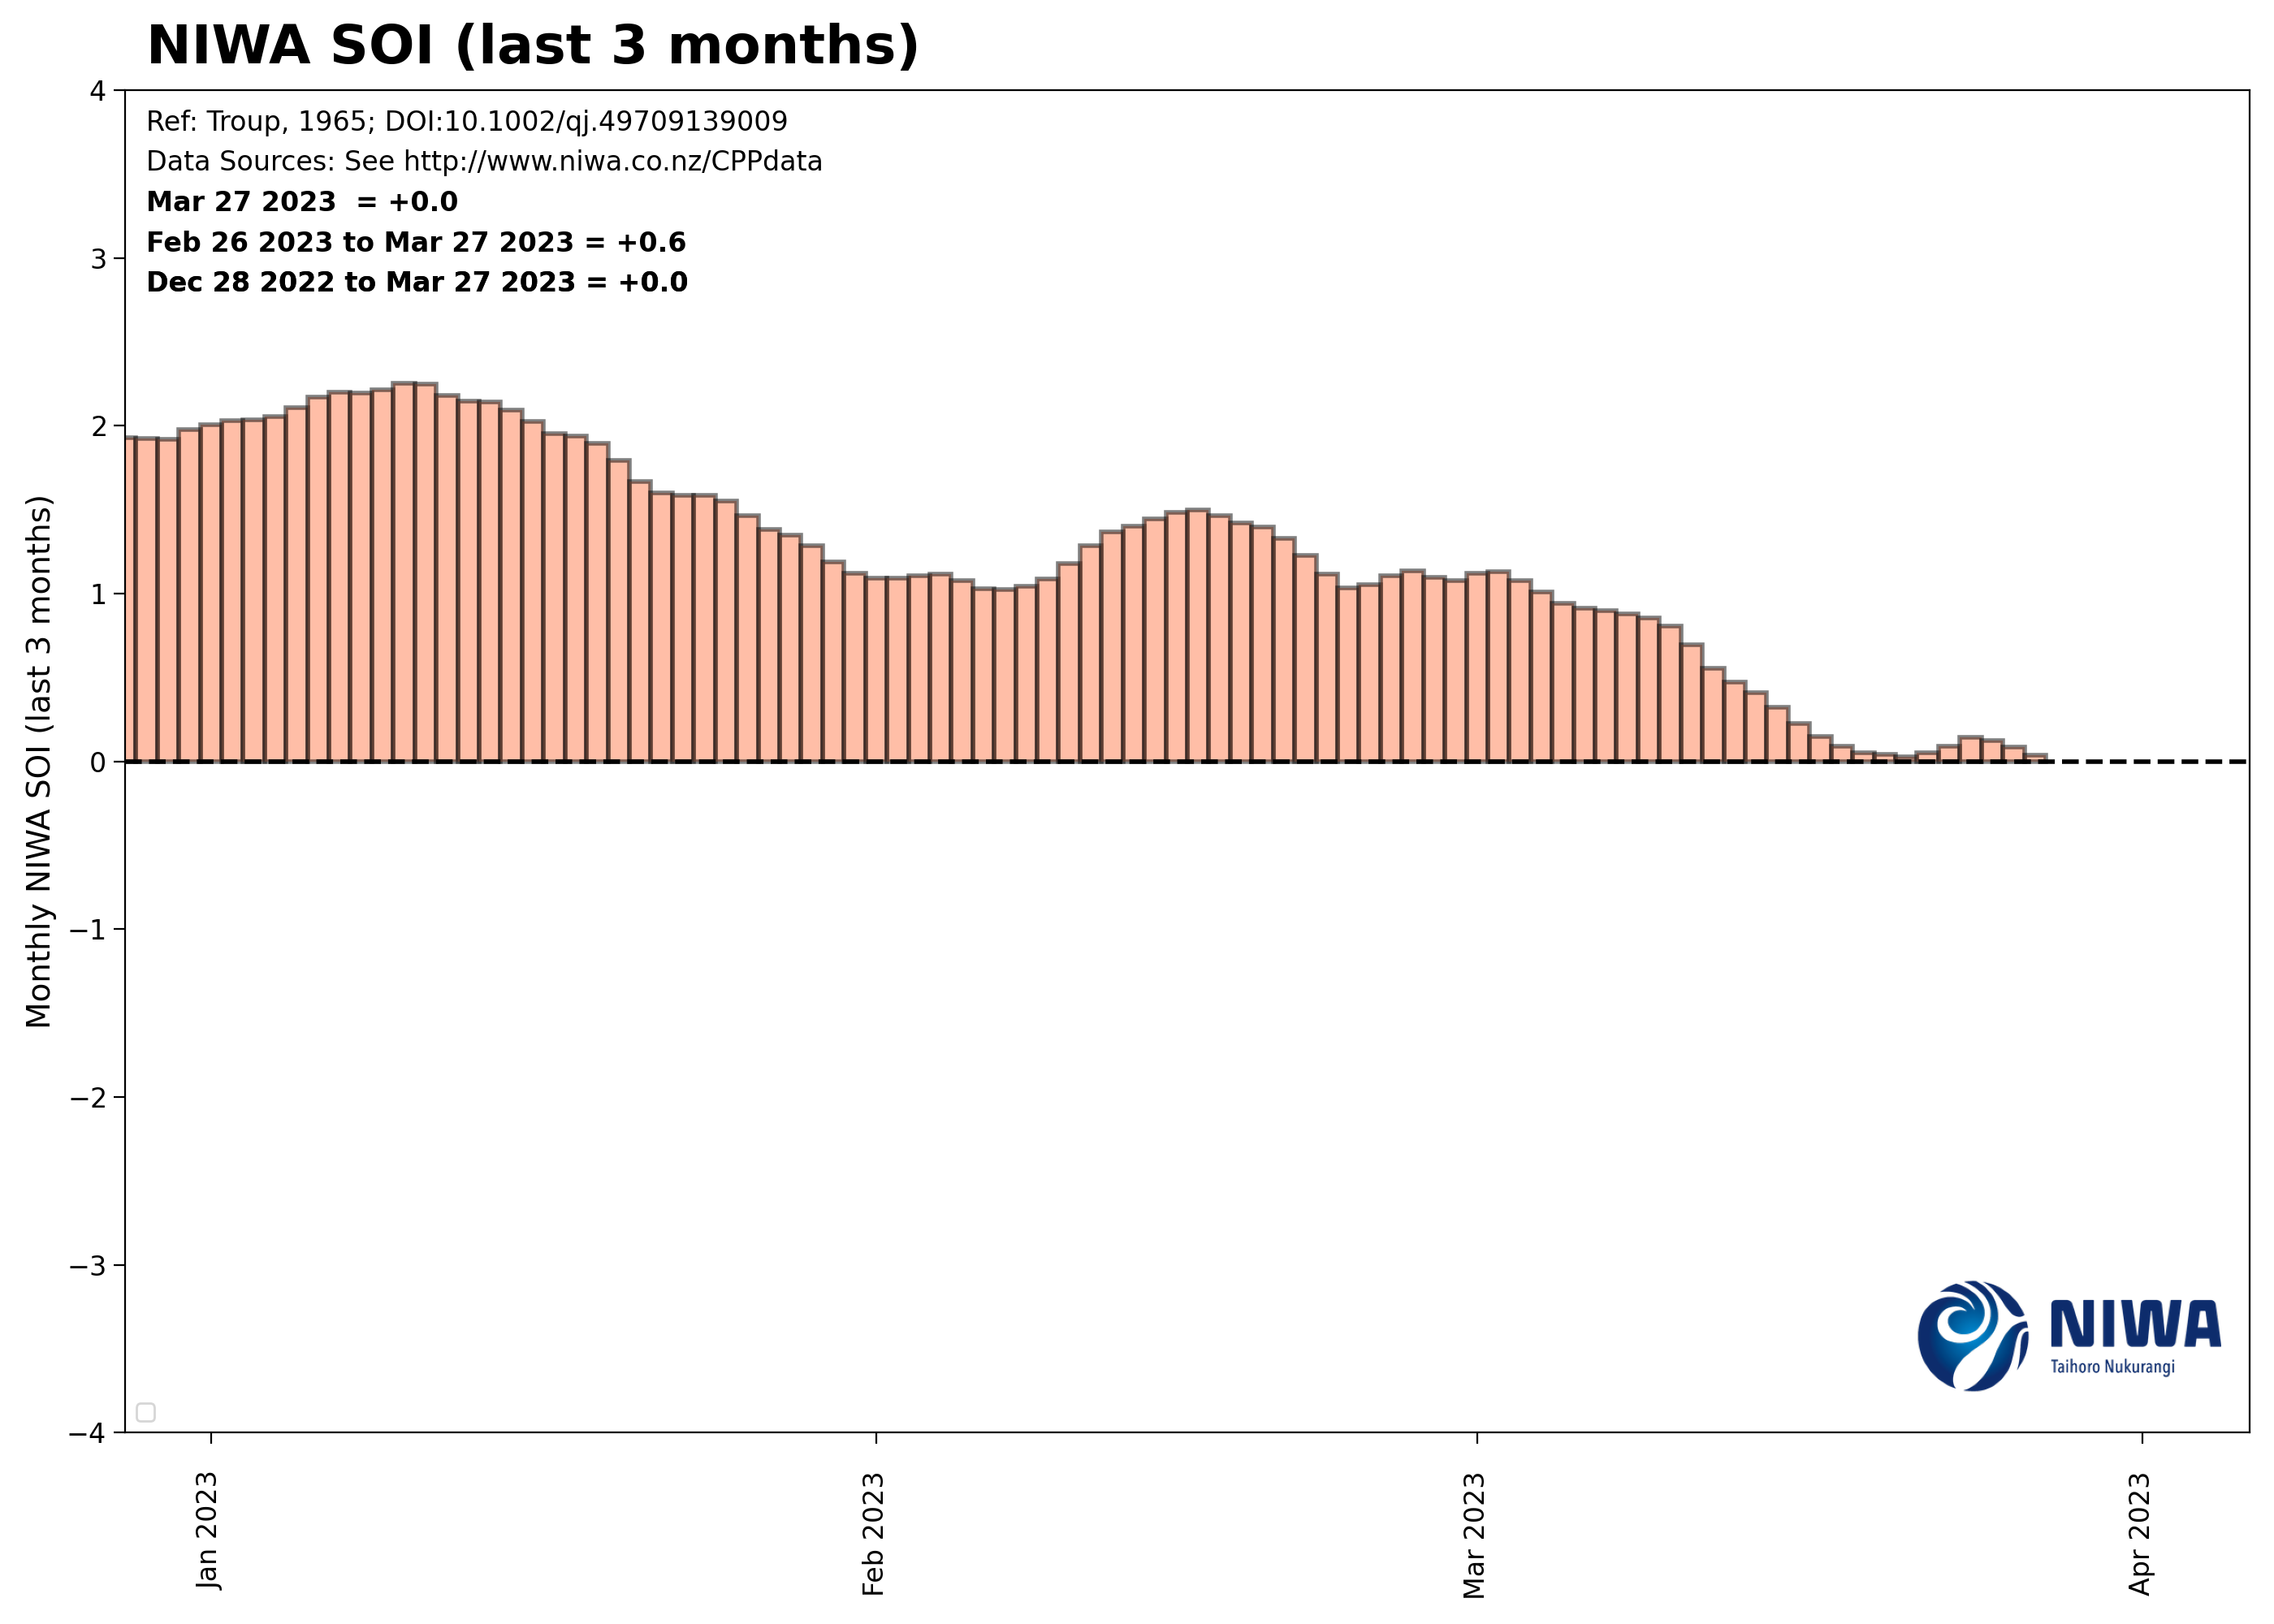 NIWA SOI (last 3 months)
Ref: Troup, 1965; DOI:10.1002/qj.49709139009
Data Sources: See http://www.niwa.co.nz/CPPdata
Mar 27 2023  = +0.0
Feb 26 2023 to Mar 27 2023 = +0.6
Dec 28 2022 to Mar 27 2023 = +0.0
Monthly NIWA SOI (last 3 months)
4
3
2
1
0
−1
−2
−3
−4
NIWA
Taihoro Nukurangi
Jan 2023
Feb 2023
Mar 2023
Apr 2023